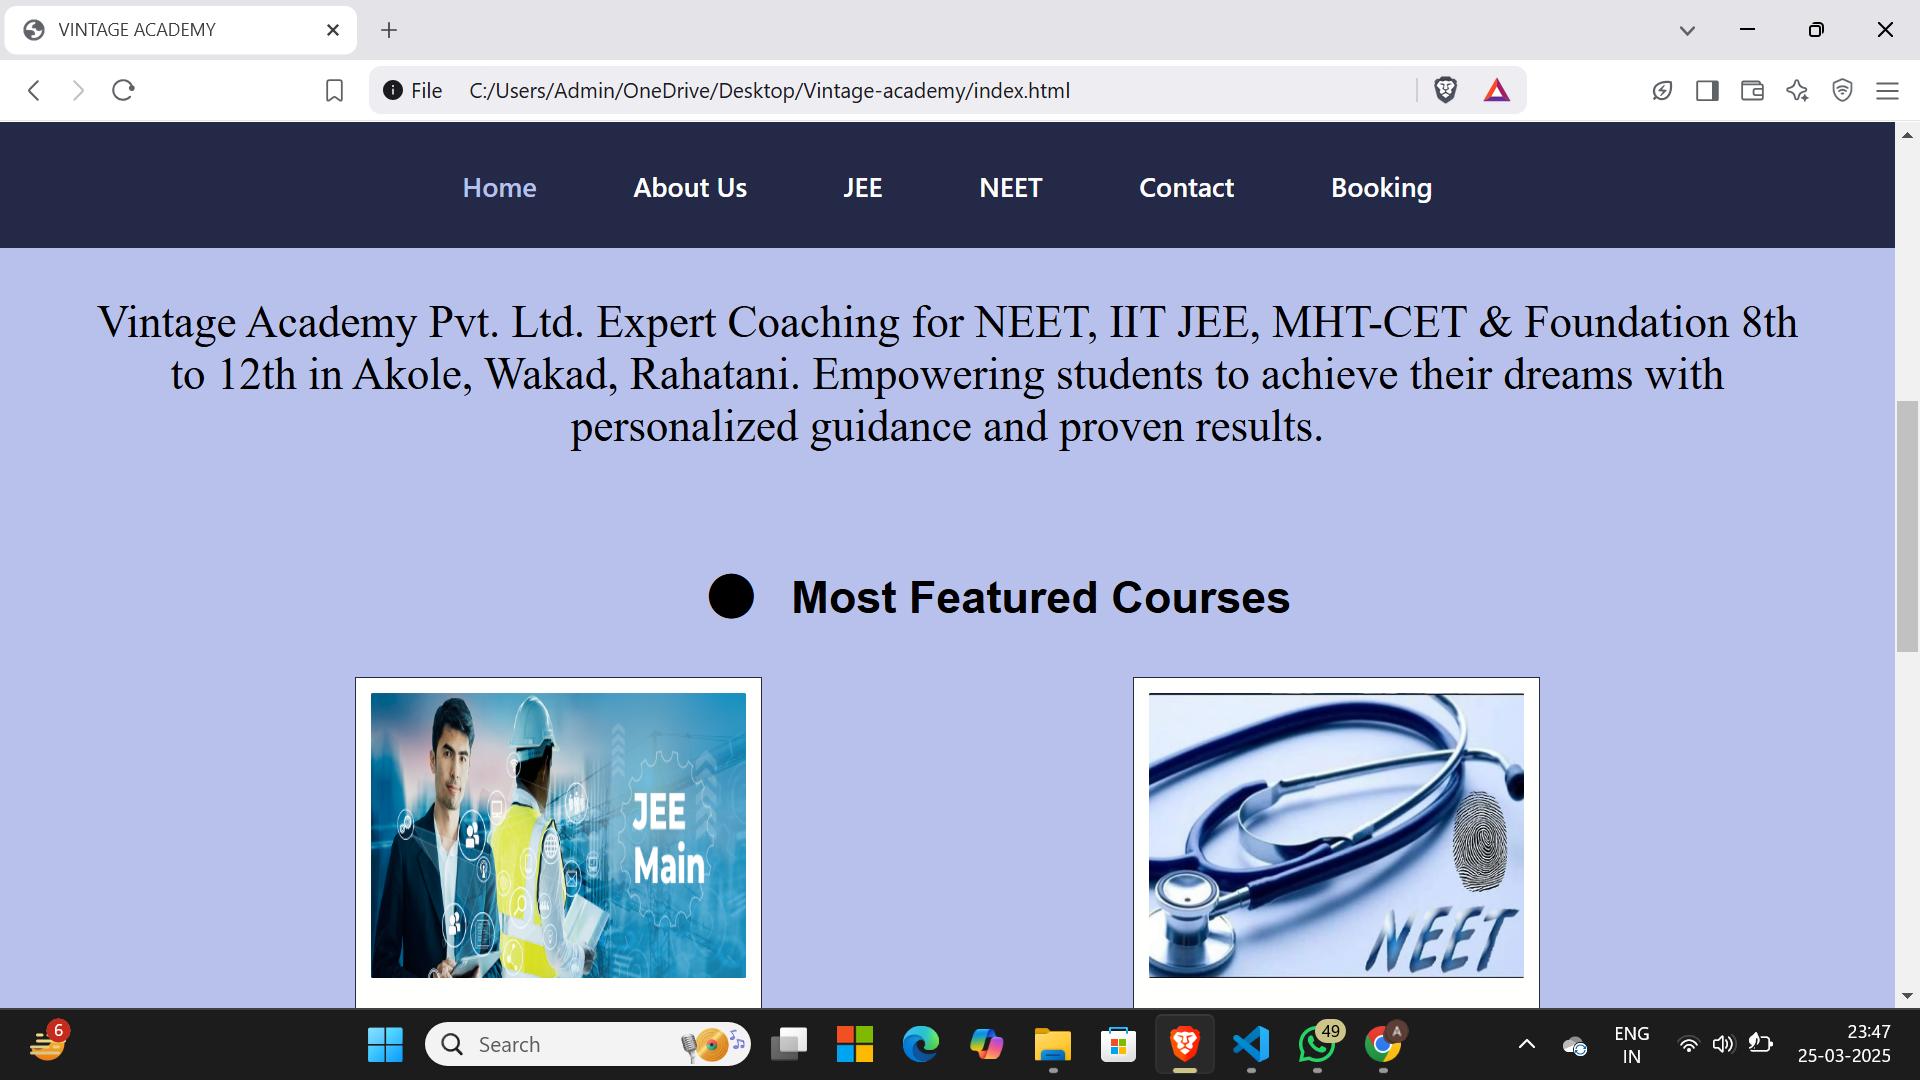 VINTAGE ACADEMY
File C:/Users/Admin/OneDrive/Desktop/Vintage-academy/index.html
Home About Us JEE NEET Contact Booking
Vintage Academy Pvt. Ltd. Expert Coaching for NEET, IIT JEE, MHT-CET & Foundation 8th
to 12th in Akole, Wakad, Rahatani. Empowering students to achieve their dreams with
personalized guidance and proven results.
Most Featured Courses
JEE
Main
NEET
6
Search
49
A
ENG
IN
23:47
25-03-2025